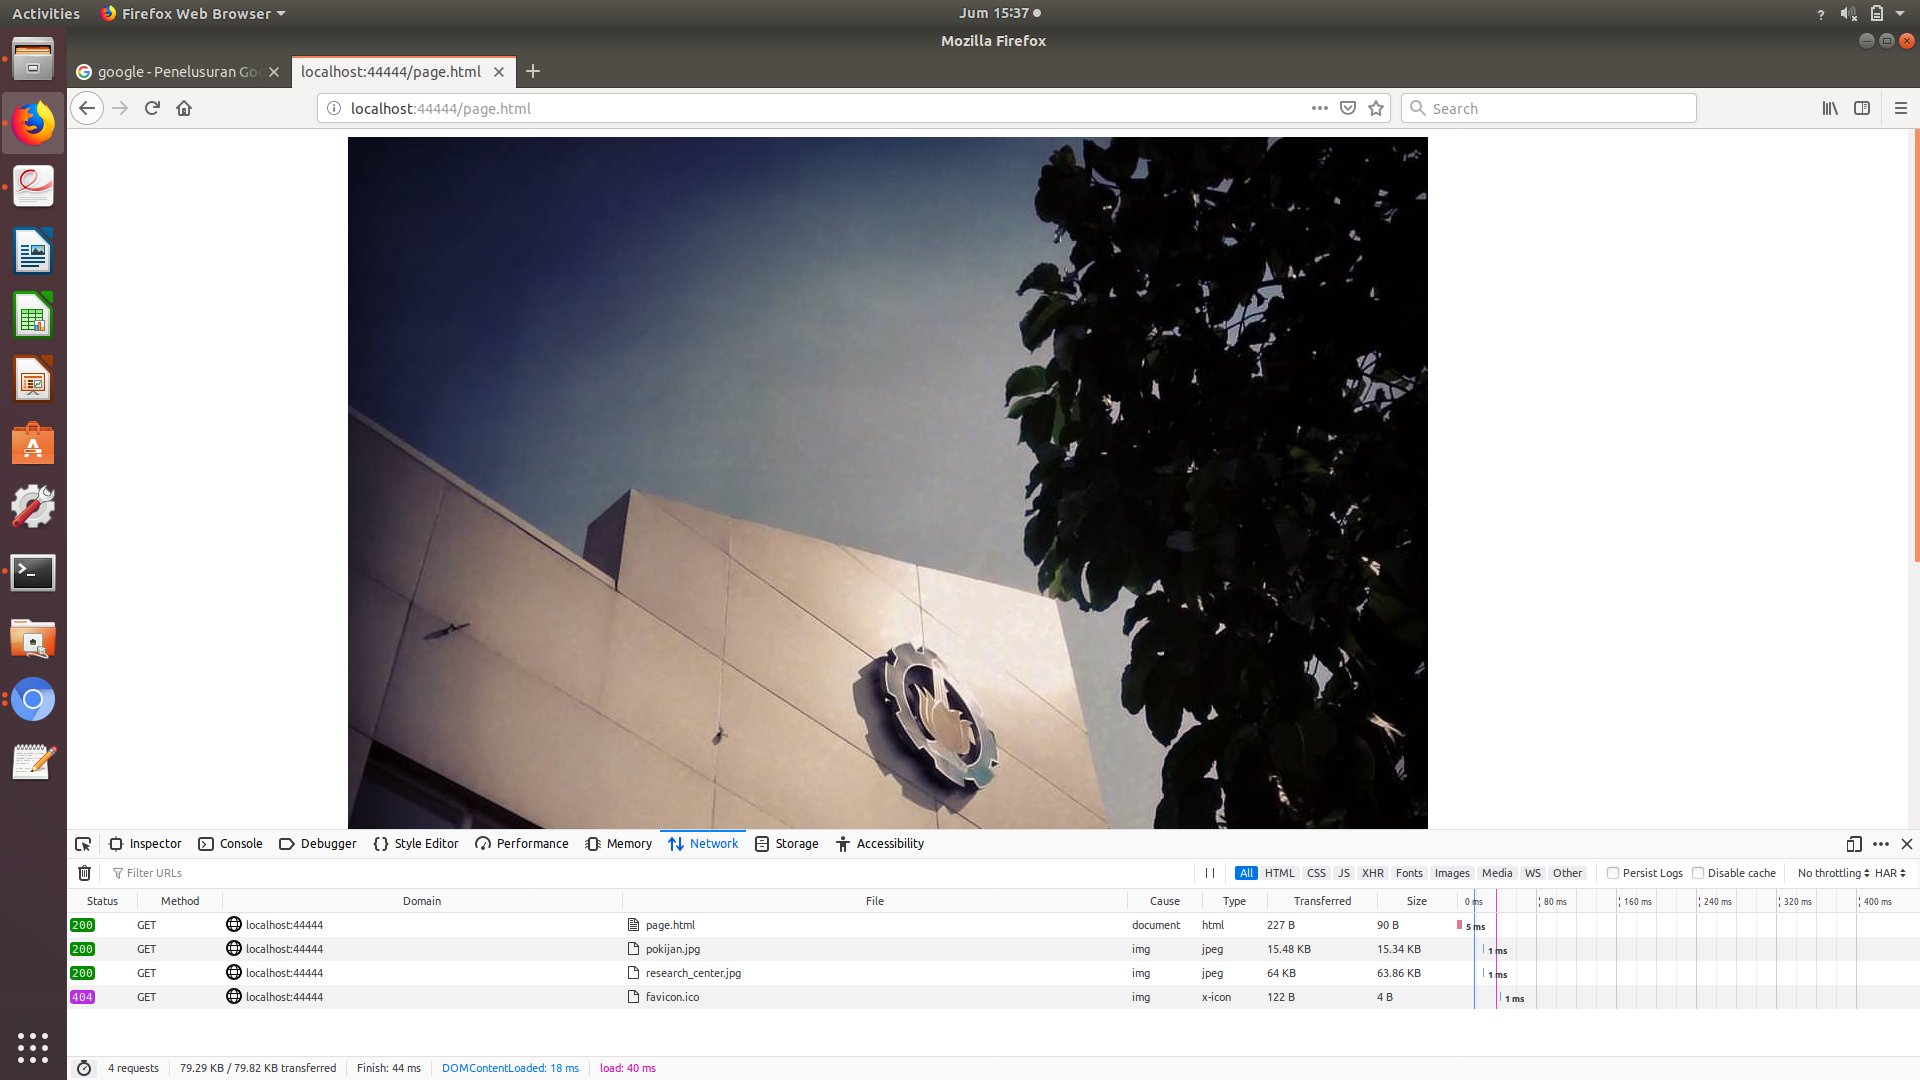 Activities Firefox Web Browser Jum 15:37 ?
Mozilla Firefox
google - Penelusuran Goo localhost:44444/page.html
localhost:44444/page.html Search
Inspector Console Debugger Style Editor Performance Memory Network Storage Accessibility
Filter URLs All HTML CSS JS XHR Fonts Images Media WS Other Persist Logs Disable cache No throttling HAR
Status Method Domain File Cause Type Transferred Size 0 ms 80 ms 160 ms 240 ms 320 ms 400 ms
200 GET localhost:44444 page.html document html 227 B 90 B 5 ms
200 GET localhost:44444 pokijan.jpg img jpeg 15.48 KB 15.34 KB 1 ms
200 GET localhost:44444 research_center.jpg img jpeg 64 KB 63.86 KB 1 ms
404 GET localhost:44444 favicon.ico img x-icon 122 B 4 B 1 ms
4 requests 79.29 KB / 79.82 KB transferred Finish: 44 ms DOMContentLoaded: 18 ms load: 40 ms